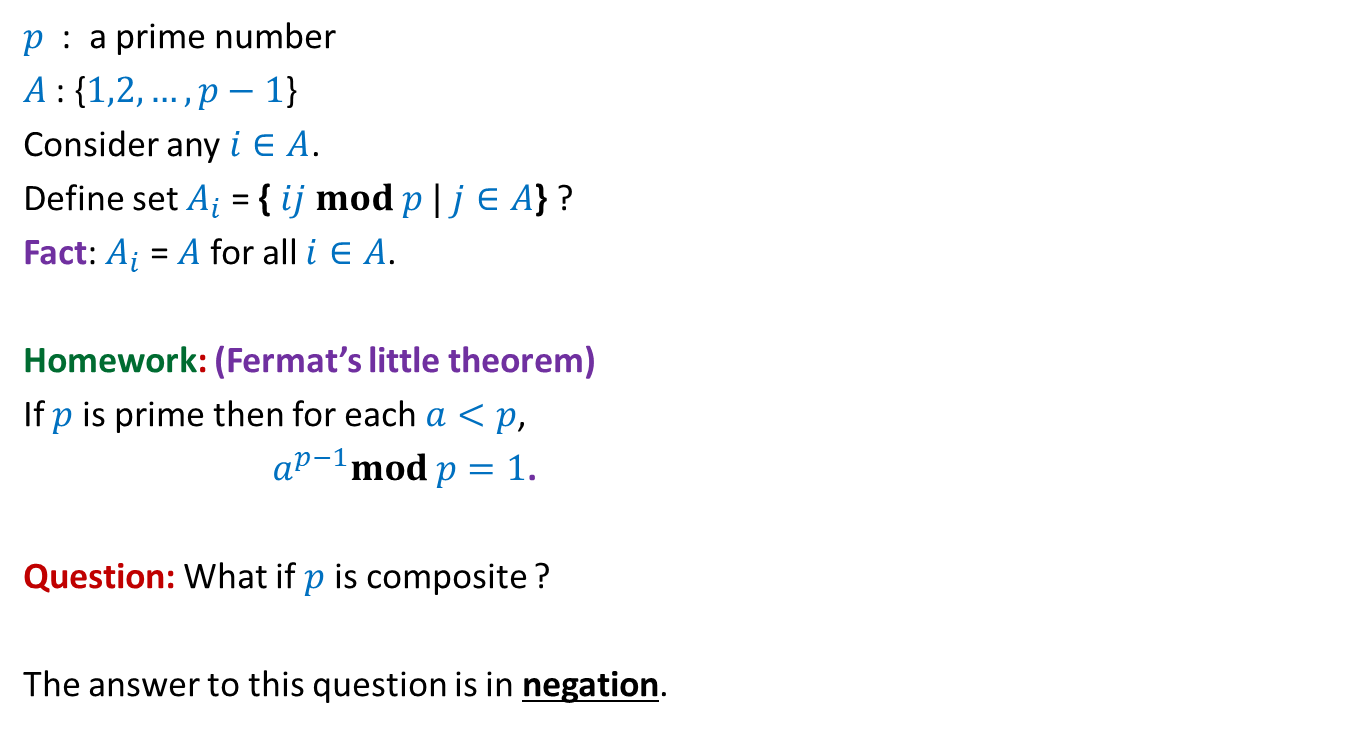 p : a prime number
A : {1,2, … , p − 1}
Consider any i ∈ A.
Define set Aᵢ = { ij mod p | j ∈ A} ?
Fact: Aᵢ = A for all i ∈ A.
Homework: (Fermat’s little theorem)
If p is prime then for each a < p,
aᵖ⁻¹ mod p = 1.
Question: What if p is composite ?
The answer to this question is in negation.